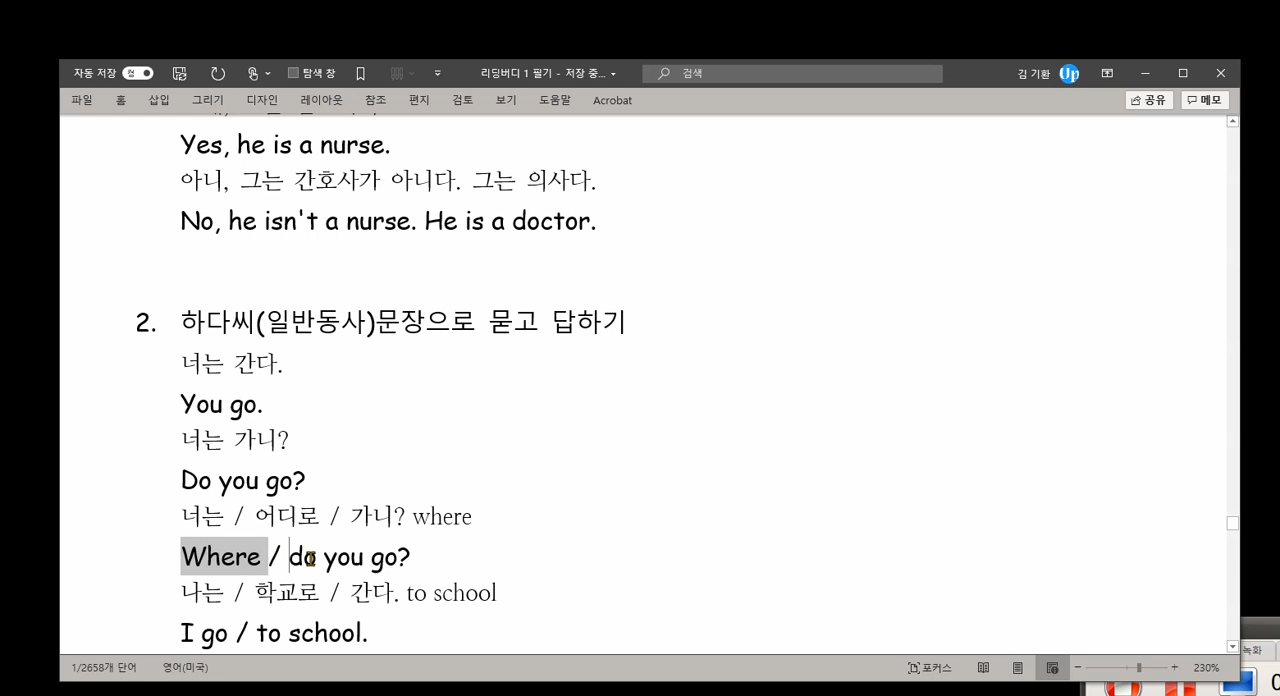 자동 저장 컴 탐색 창 리딩버디 1 필기 - 저장 중... 검색 김 기환 Up
파일 홈 삽입 그리기 디자인 레이아웃 참조 편지 검토 보기 도움말 Acrobat 공유 메모
Yes, he is a nurse.
아니, 그는 간호사가 아니다. 그는 의사다.
No, he isn't a nurse. He is a doctor.
2. 하다씨(일반동사)문장으로 묻고 답하기
너는 간다.
You go.
너는 가니?
Do you go?
너는 / 어디로 / 가니? where
Where / do you go?
나는 / 학교로 / 간다. to school
I go / to school.
녹화
1/2658개 단어 영어(미국) 포커스 230%